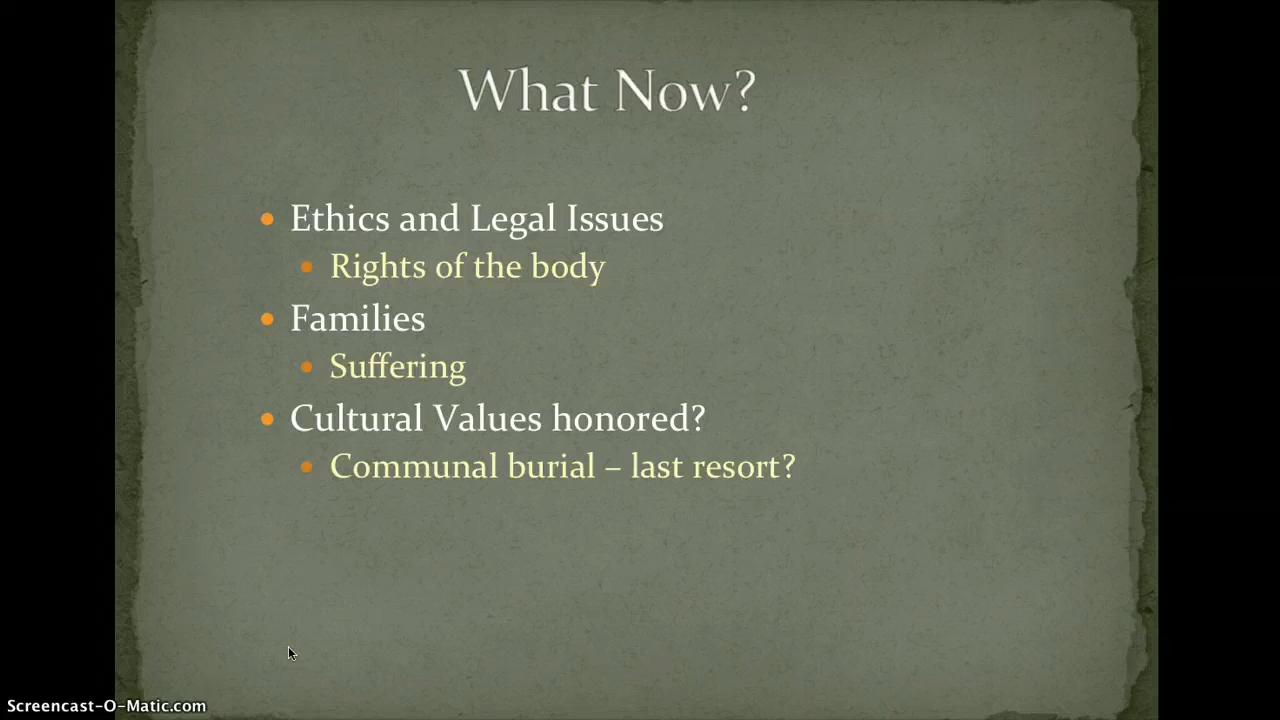 What Now?
Ethics and Legal Issues
Rights of the body
Families
Suffering
Cultural Values honored?
Communal burial – last resort?
Screencast-O-Matic.com